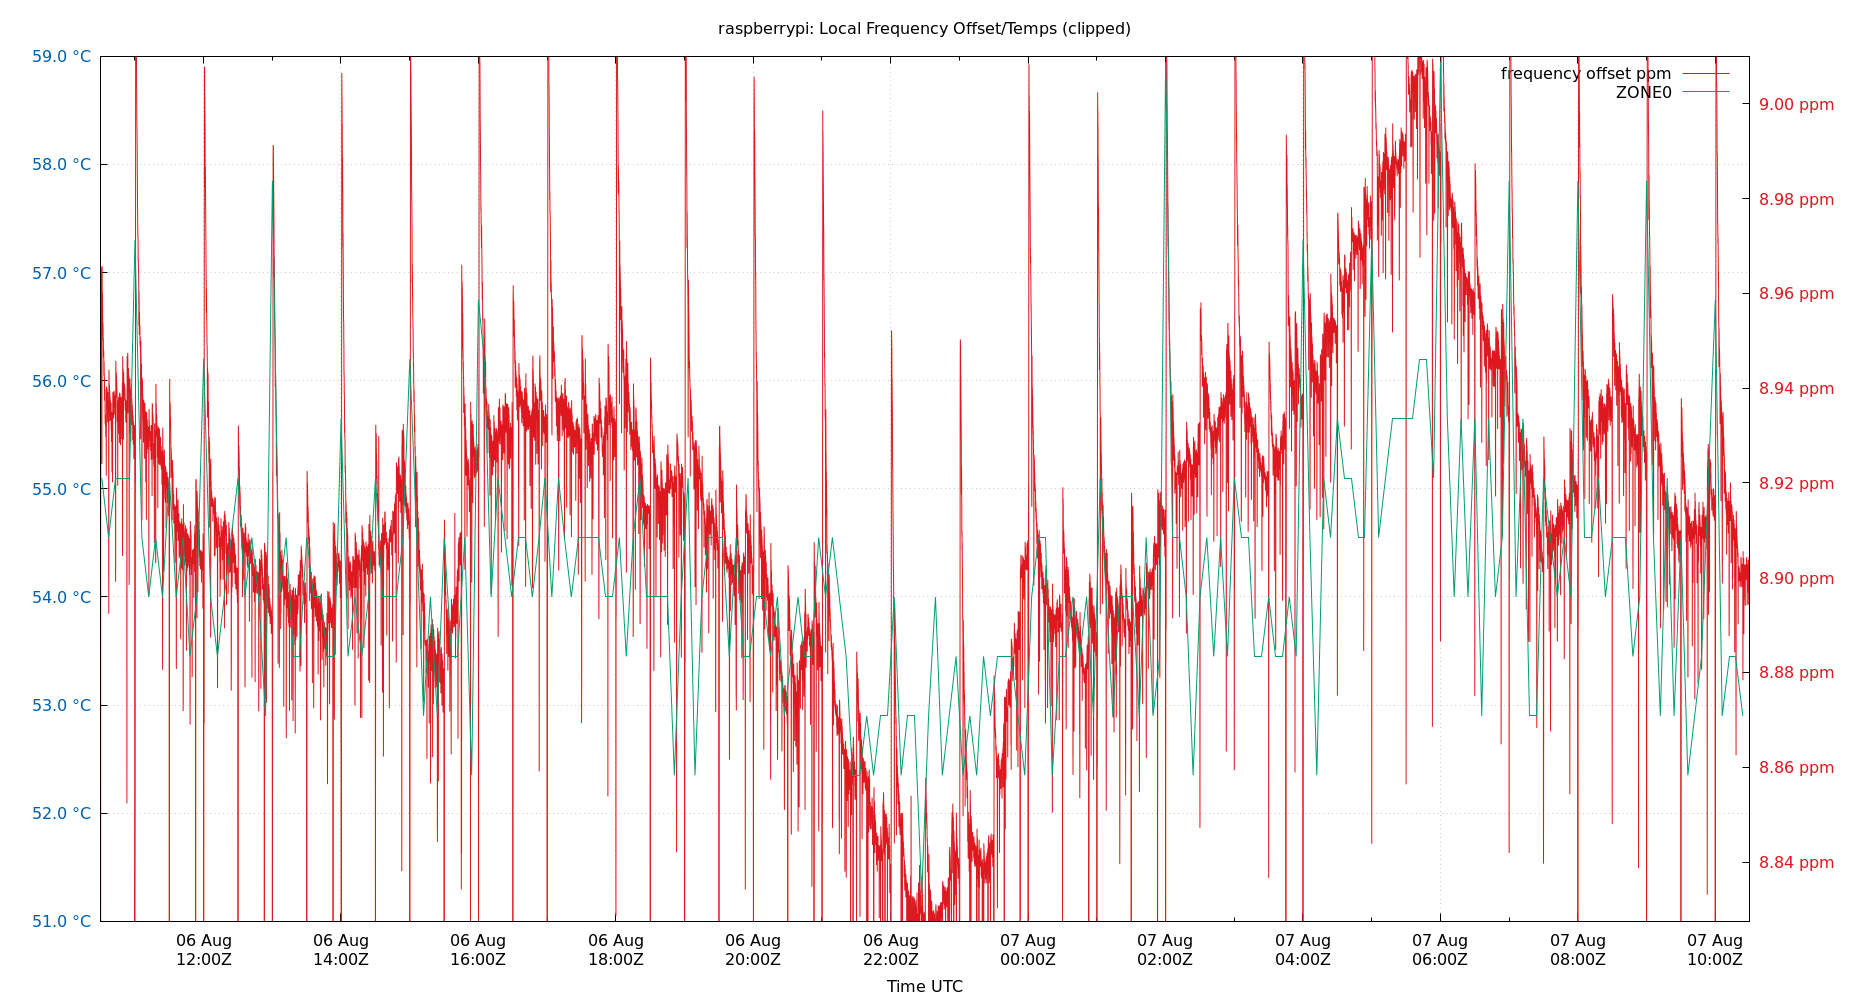 raspberrypi: Local Frequency Offset/Temps (clipped)
59.0 °C
58.0 °C
57.0 °C
56.0 °C
55.0 °C
54.0 °C
53.0 °C
52.0 °C
51.0 °C
frequency offset ppm
ZONE0
9.00 ppm
8.98 ppm
8.96 ppm
8.94 ppm
8.92 ppm
8.90 ppm
8.88 ppm
8.86 ppm
8.84 ppm
06 Aug
12:00Z
06 Aug
14:00Z
06 Aug
16:00Z
06 Aug
18:00Z
06 Aug
20:00Z
06 Aug
22:00Z
07 Aug
00:00Z
07 Aug
02:00Z
07 Aug
04:00Z
07 Aug
06:00Z
07 Aug
08:00Z
07 Aug
10:00Z
Time UTC